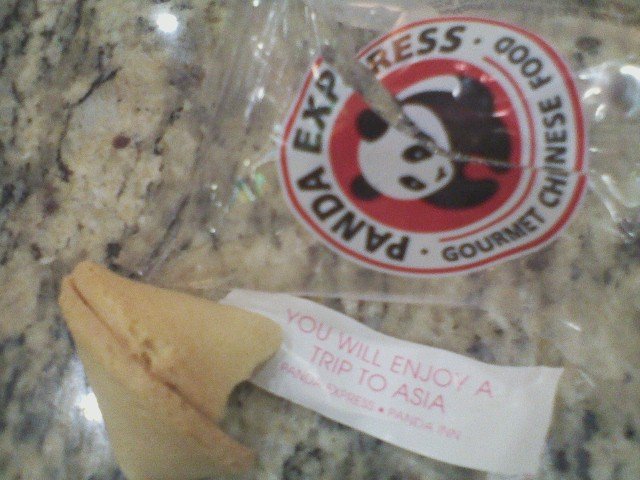 PANDA EXPRESS · GOURMET CHINESE FOOD ·
YOU WILL ENJOY A
TRIP TO ASIA
PANDA EXPRESS • PANDA INN